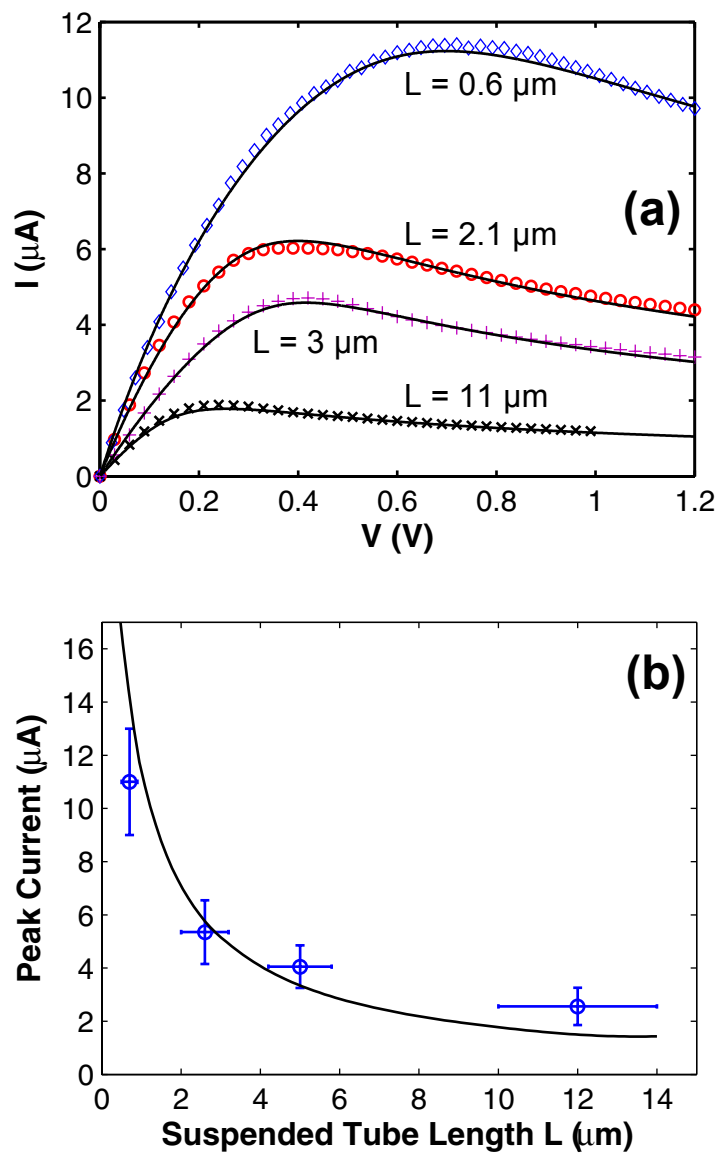 12
10
8
6
4
2
0
I (μA)
L = 0.6 μm
(a)
L = 2.1 μm
L = 3 μm
L = 11 μm
0 0.2 0.4 0.6 0.8 1 1.2
V (V)
16
14
12
10
8
6
4
2
0
Peak Current (μA)
(b)
0 2 4 6 8 10 12 14
Suspended Tube Length L (μm)